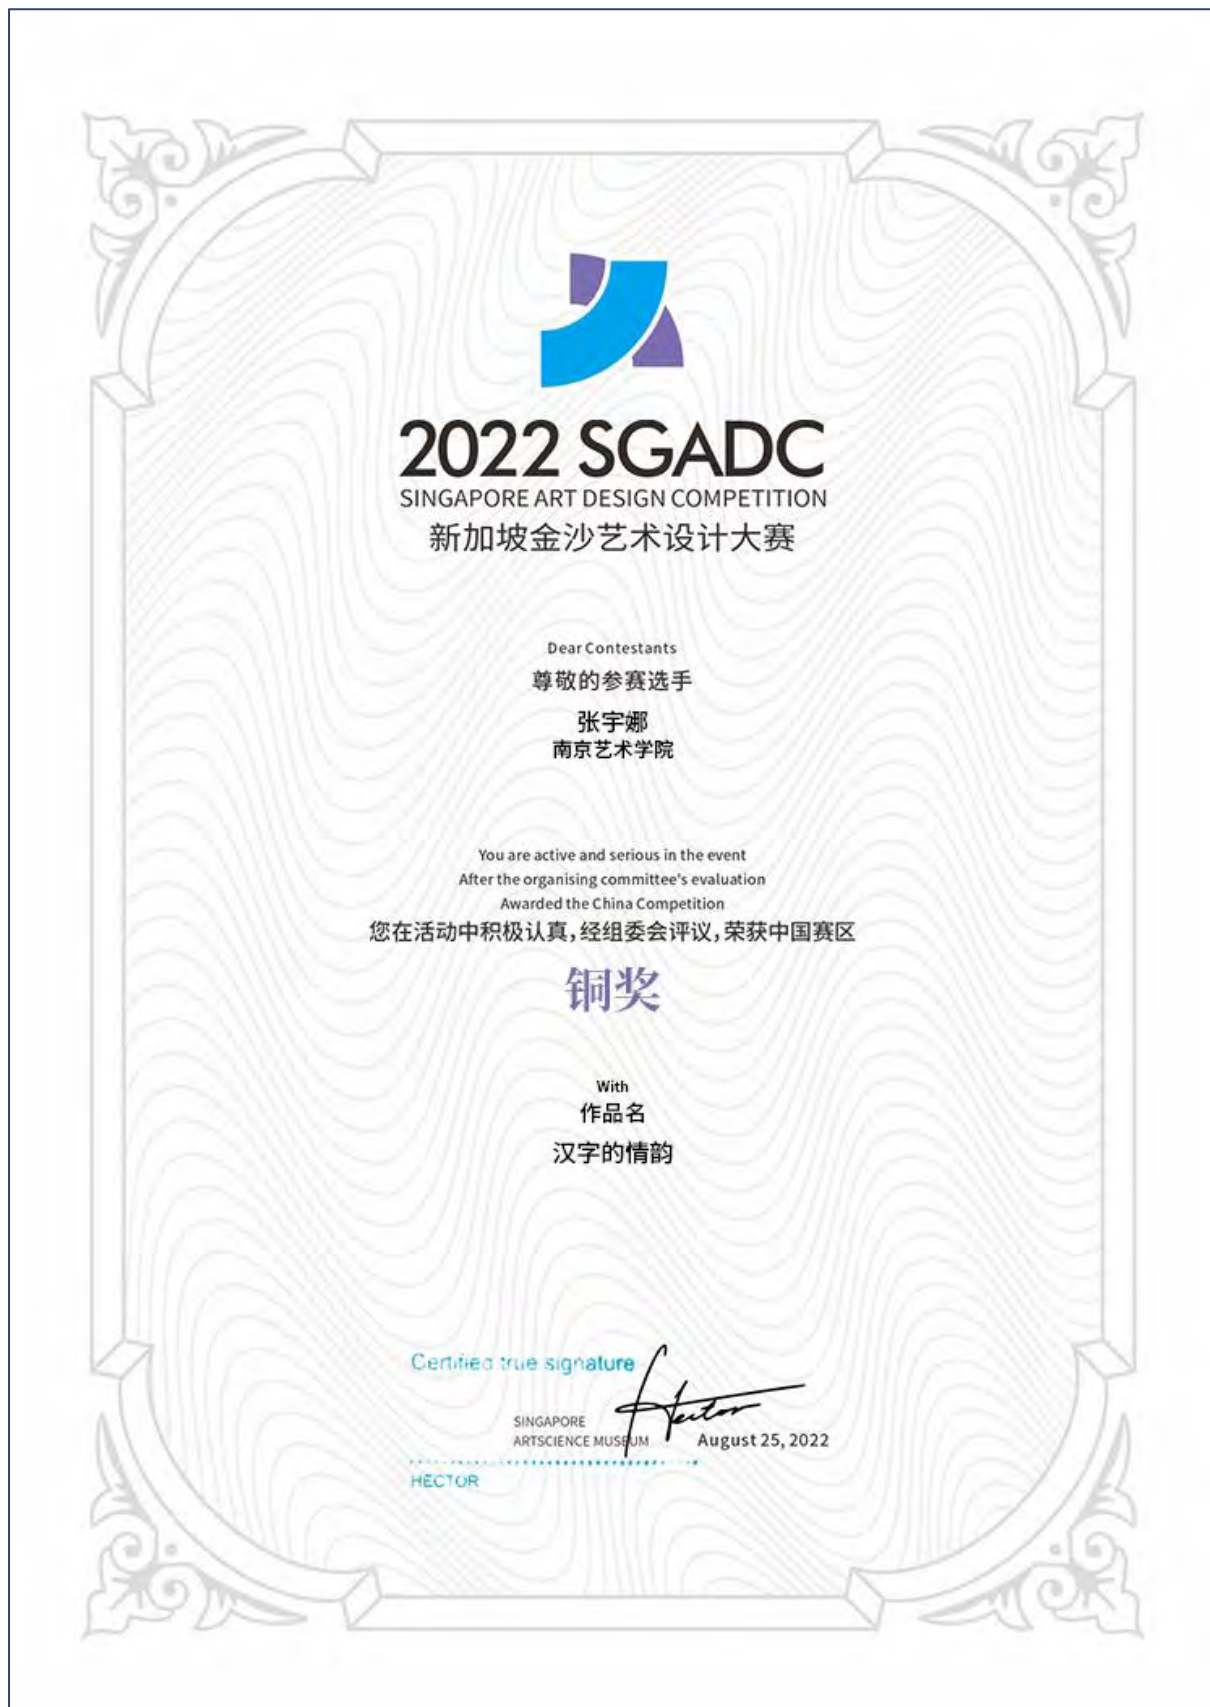 2022 SGADC
SINGAPORE ART DESIGN COMPETITION
新加坡金沙艺术设计大赛
Dear Contestants
尊敬的参赛选手
张宇娜
南京艺术学院
You are active and serious in the event
After the organising committee's evaluation
Awarded the China Competition
您在活动中积极认真，经组委会评议，荣获中国赛区
铜奖
With
作品名
汉字的情韵
Certified true signature
Hector
SINGAPORE
ARTSCIENCE MUSEUM
August 25, 2022
HECTOR